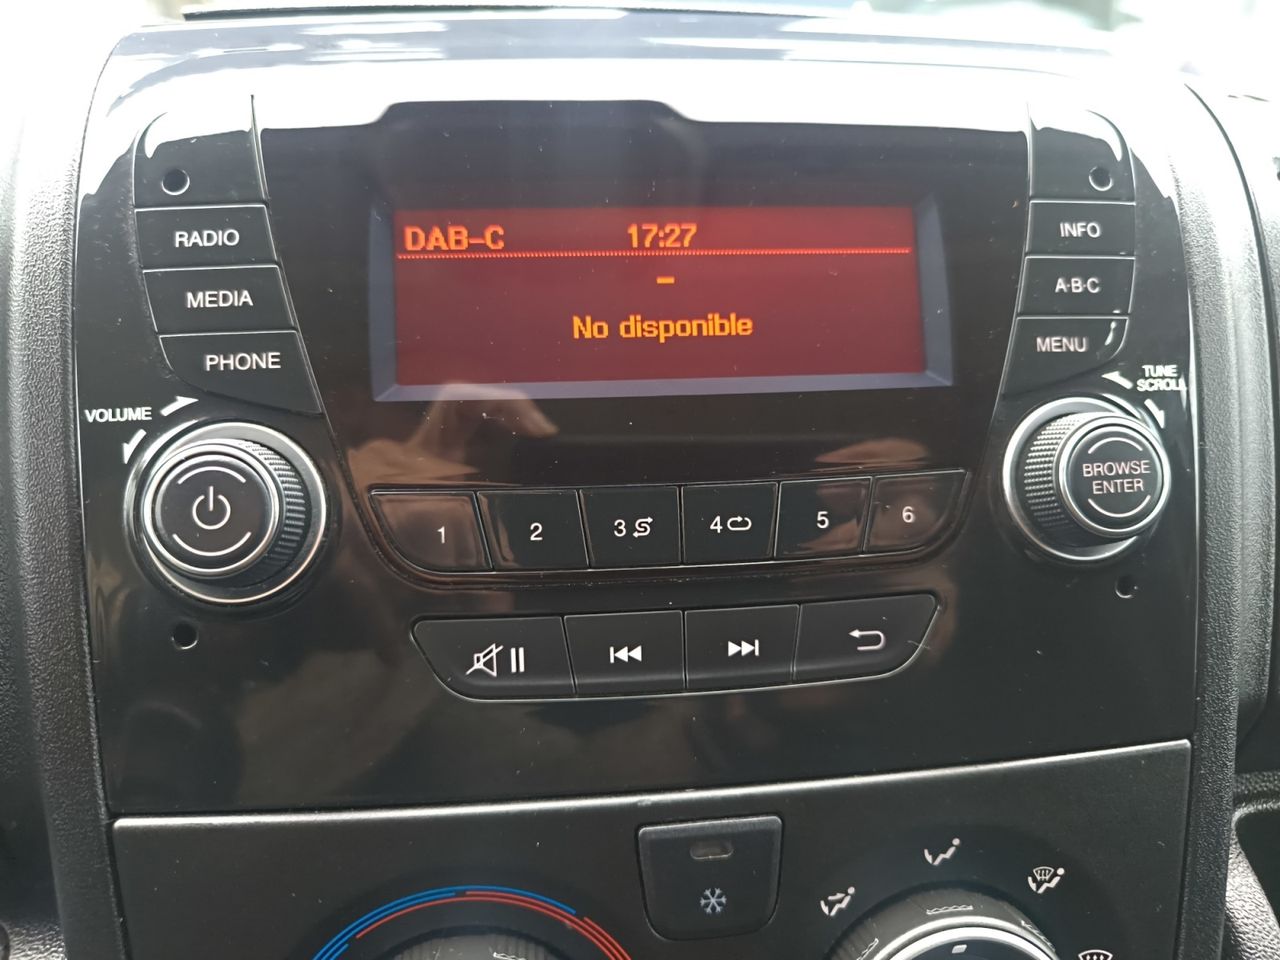 DAB-C 17:27
-
No disponible
RADIO
MEDIA
PHONE
VOLUME
INFO
A·B·C
MENU
TUNE
SCROLL
BROWSE
ENTER
1 2 3 4 5 6